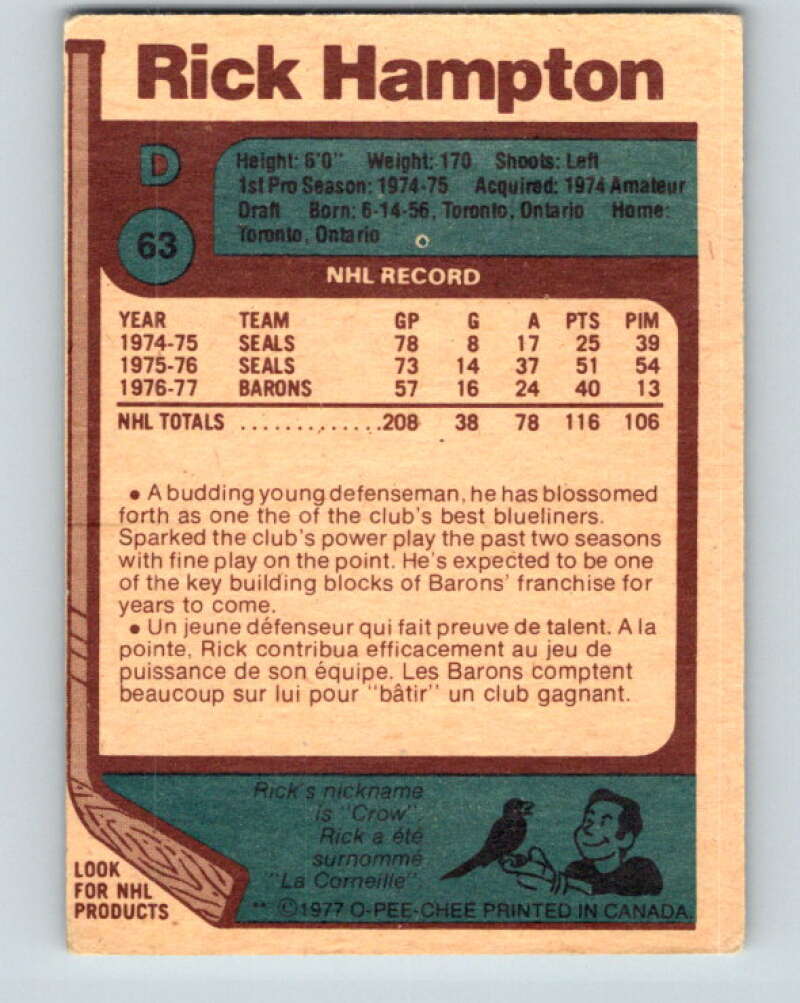 Rick Hampton
D
63
Height: 6'0" Weight: 170 Shoots: Left
1st Pro Season: 1974-75 Acquired: 1974 Amateur
Draft Born: 6-14-56, Toronto, Ontario Home:
Toronto, Ontario
NHL RECORD
YEAR TEAM GP G A PTS PIM
1974-75 SEALS 78 8 17 25 39
1975-76 SEALS 73 14 37 51 54
1976-77 BARONS 57 16 24 40 13
NHL TOTALS ..............208 38 78 116 106
• A budding young defenseman, he has blossomed
forth as one the of the club's best blueliners.
Sparked the club's power play the past two seasons
with fine play on the point. He's expected to be one
of the key building blocks of Barons' franchise for
years to come.
• Un jeune défenseur qui fait preuve de talent. A la
pointe, Rick contribua efficacement au jeu de
puissance de son équipe. Les Barons comptent
beaucoup sur lui pour "bâtir" un club gagnant.
Rick's nickname
is "Crow".
Rick a été
surnommé
"La Corneille".
LOOK
FOR NHL
PRODUCTS
** ©1977 O-PEE-CHEE PRINTED IN CANADA.